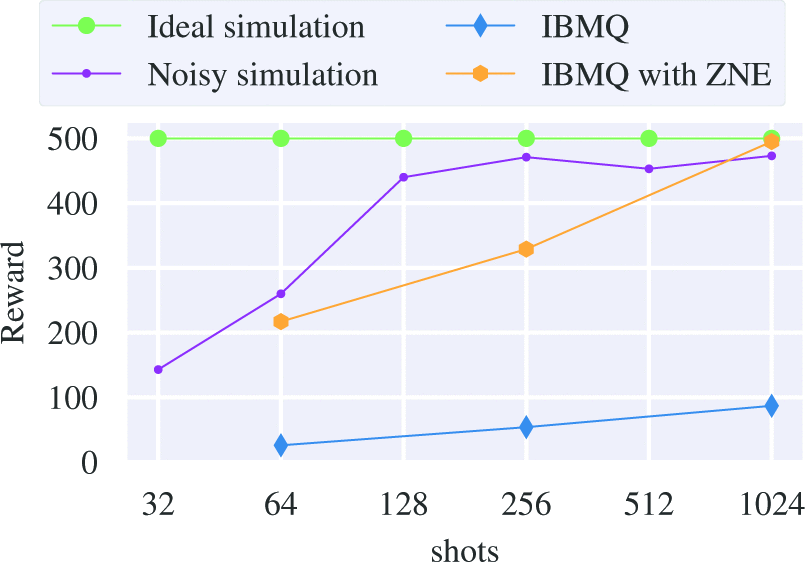 Ideal simulation
IBMQ
Noisy simulation
IBMQ with ZNE
500
400
300
200
100
0
Reward
32 64 128 256 512 1024
shots